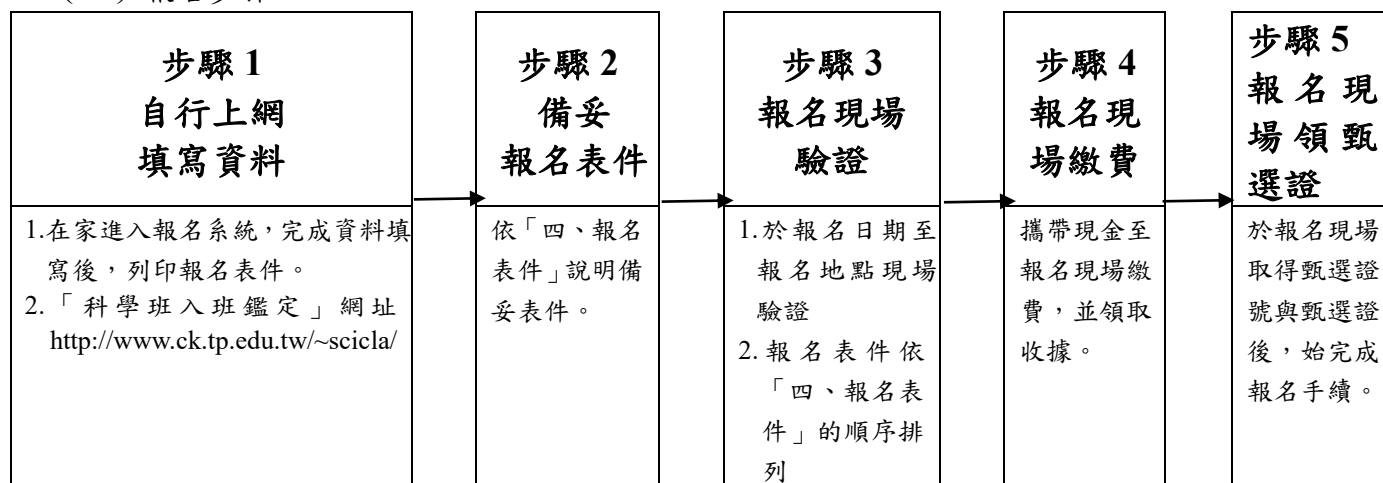 步驟 1
自行上網
填寫資料
1.在家進入報名系統，完成資料填
寫後，列印報名表件。
2.「科學班入班鑑定」網址
http://www.ck.tp.edu.tw/~scicla/
步驟 2
備妥
報名表件
依「四、報名
表件」說明備
妥表件。
步驟 3
報名現場
驗證
1.於報名日期至
報名地點現場
驗證
2.報名表件依
「四、報名表
件」的順序排
列
步驟 4
報名現
場繳費
攜帶現金至
報名現場繳
費，並領取
收據。
步驟 5
報名現
場領甄
選證
於報名現場
取得甄選證
號與甄選證
後，始完成
報名手續。